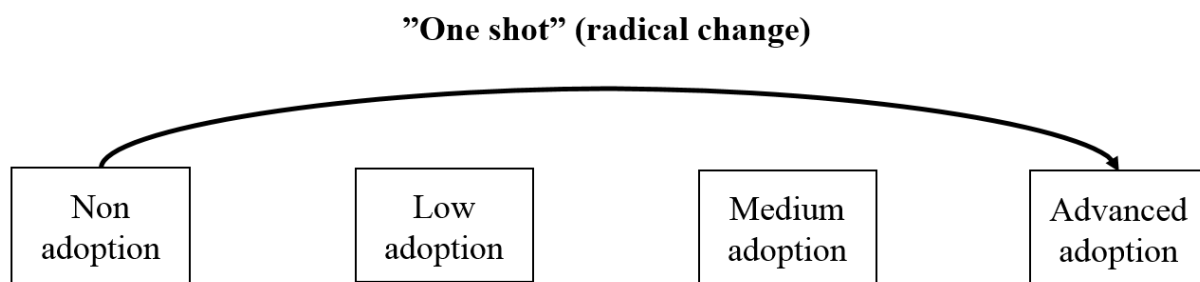 ”One shot” (radical change)
Non
adoption
Low
adoption
Medium
adoption
Advanced
adoption